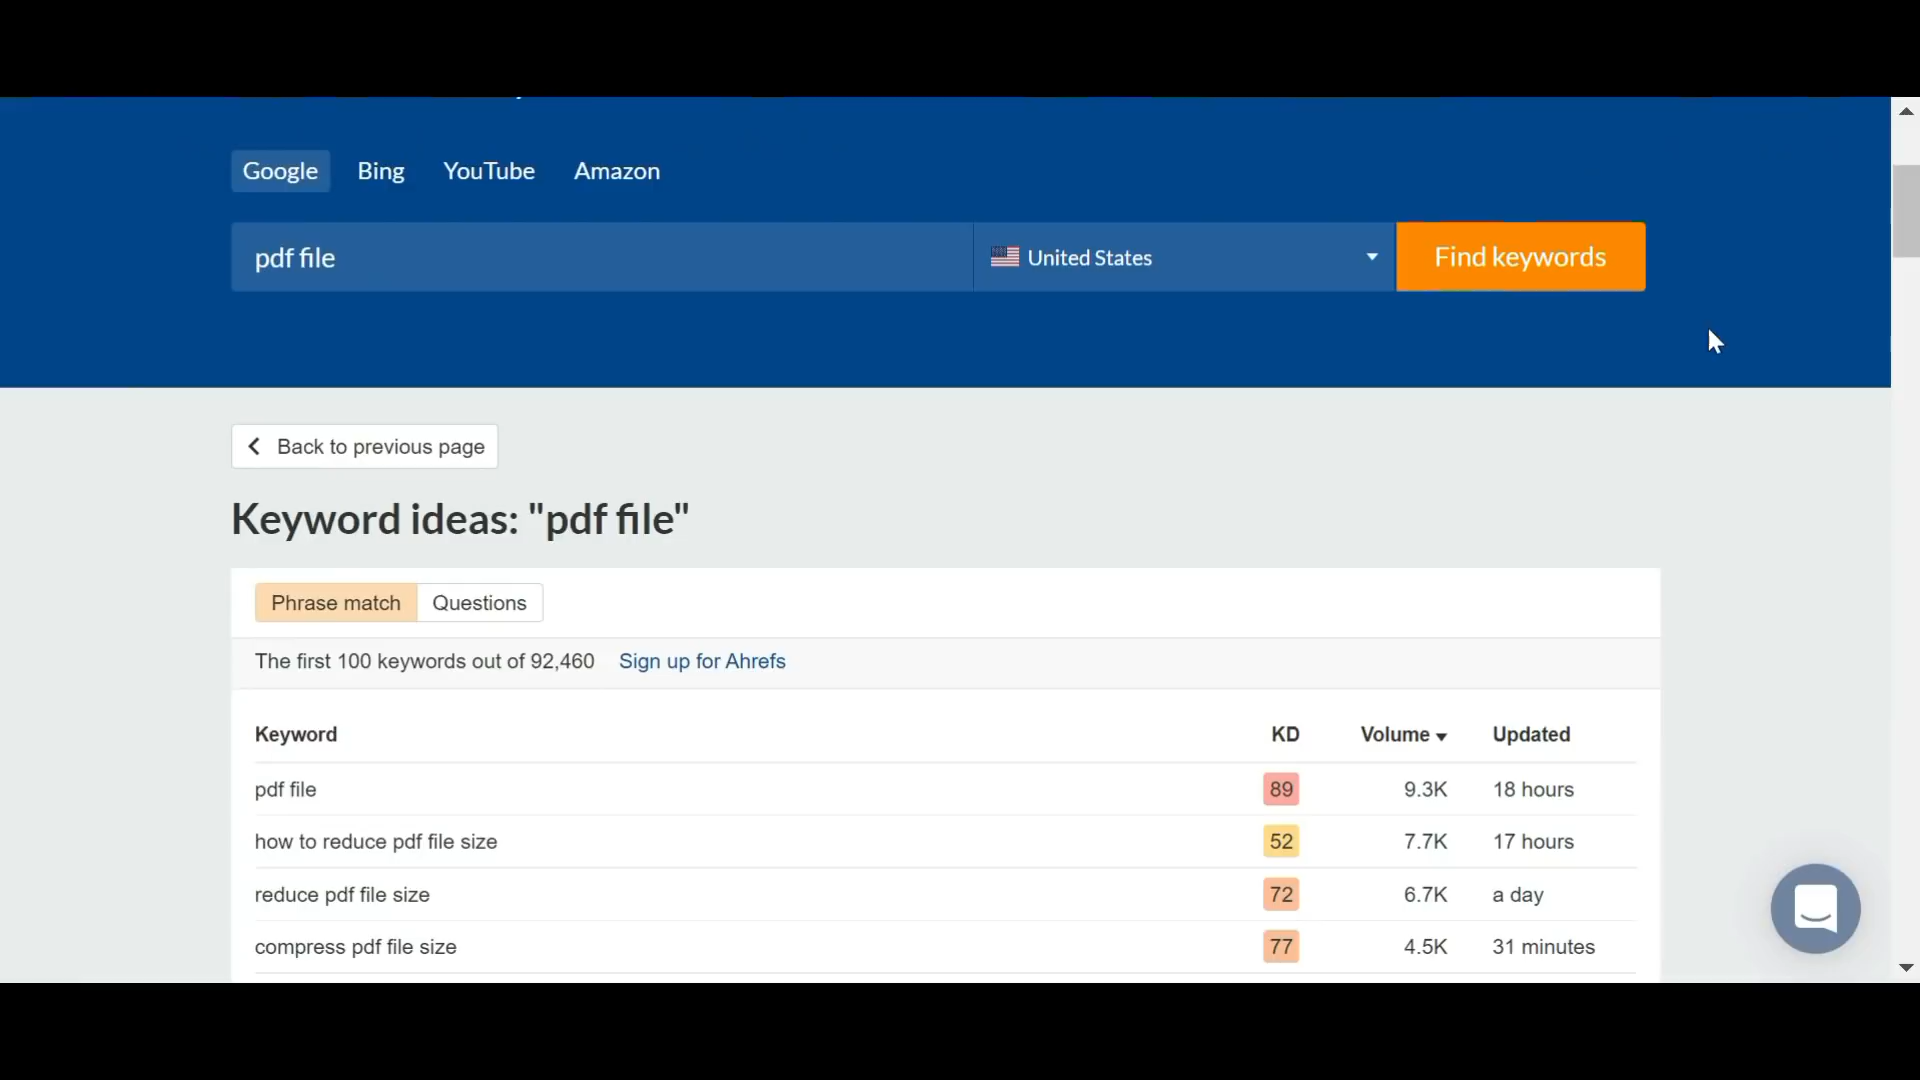 Google Bing YouTube Amazon
pdf file United States Find keywords
Back to previous page
Keyword ideas: "pdf file"
Phrase match Questions
The first 100 keywords out of 92,460 Sign up for Ahrefs
Keyword KD Volume Updated
pdf file 89 9.3K 18 hours
how to reduce pdf file size 52 7.7K 17 hours
reduce pdf file size 72 6.7K a day
compress pdf file size 77 4.5K 31 minutes